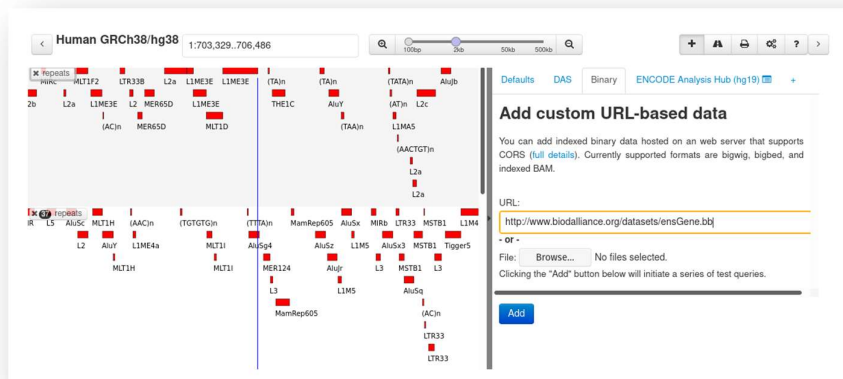 Human GRCh38/hg38
1:703,329..706,486
100bp 2kb 50kb 500kb
+ ? >
repeats
MIRC MLT1F2 LTR33B L2a L1ME3E L1ME3E (TA)n (TA)n (TATA)n AluJb
2b L2a L1ME3E L2 MER65D L1ME3E THE1C AluY (AT)n L2c
(AC)n MER65D MLT1D (TAA)n L1MA5
(AACTGT)n
L2a
L2a
37 repeats
IR L5 AluSc MLT1H (AAC)n (TGTGTG)n (TTTA)n MamRep605 AluSx MIRb LTR33 MSTB1 L1M4
L2 AluY L1ME4a MLT1I AluSg4 AluSz L1M5 AluSx3 MSTB1 Tigger5
MLT1H MLT1I MER124 AluJr L3 MSTB1 L3
L3 L1M5 AluSq
MamRep605 (AC)n
LTR33
LTR33
Defaults DAS Binary ENCODE Analysis Hub (hg19) +
Add custom URL-based data
You can add indexed binary data hosted on an web server that supports
CORS (full details). Currently supported formats are bigwig, bigbed, and
indexed BAM.
URL:
http://www.biodalliance.org/datasets/ensGene.bb
- or -
File: Browse... No files selected.
Clicking the "Add" button below will initiate a series of test queries.
Add